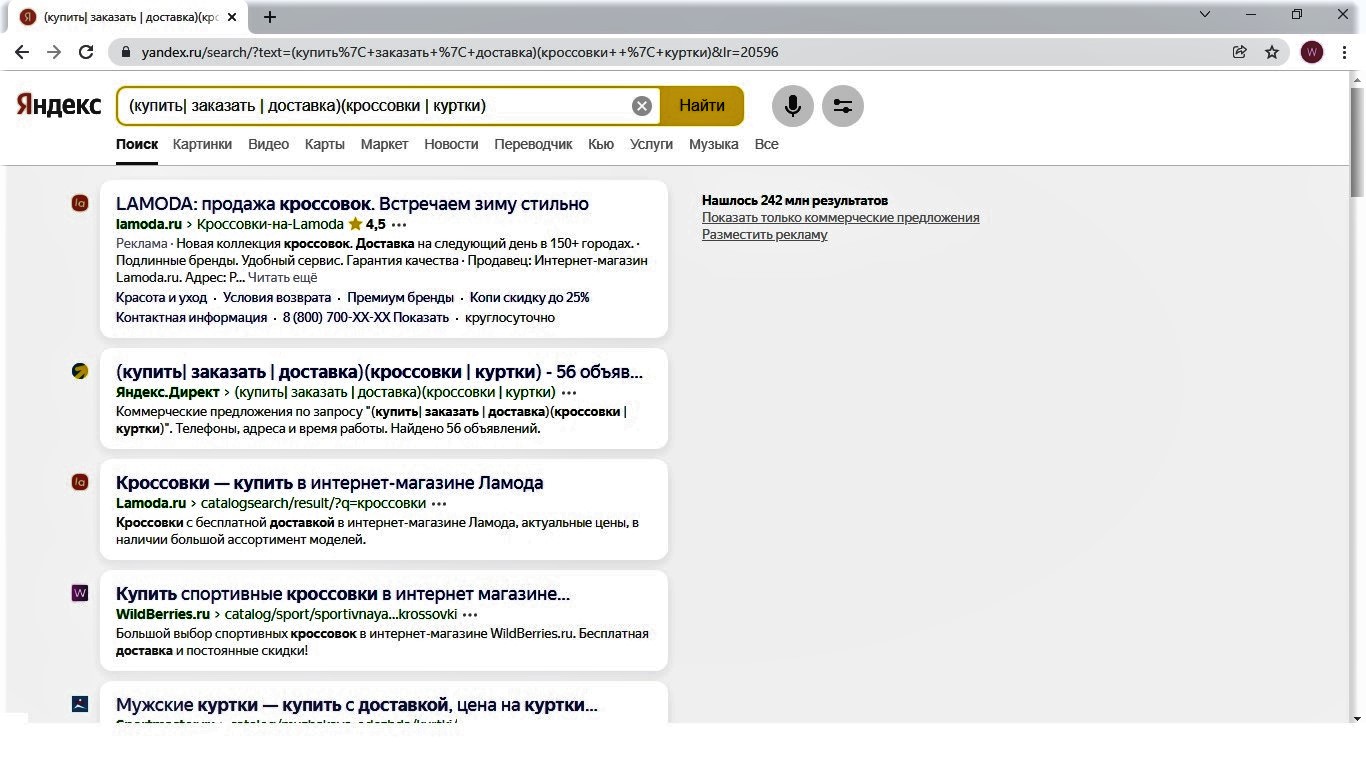 (купить| заказать | доставка)(крс
yandex.ru/search/?text=(купить%7C+заказать+%7C+доставка)(кроссовки++%7C+куртки)&lr=20596
W
Яндекс
(купить| заказать | доставка)(кроссовки | куртки)
Найти
Поиск Картинки Видео Карты Маркет Новости Переводчик Кью Услуги Музыка Все
LAMODA: продажа кроссовок. Встречаем зиму стильно
lamoda.ru › Кроссовки-на-Lamoda 4,5 •••
Реклама · Новая коллекция кроссовок. Доставка на следующий день в 150+ городах. ·
Подлинные бренды. Удобный сервис. Гарантия качества · Продавец: Интернет-магазин
Lamoda.ru. Адрес: Р... Читать ещё
Красота и уход · Условия возврата · Премиум бренды · Копи скидку до 25%
Контактная информация · 8 (800) 700-XX-XX Показать · круглосуточно
(купить| заказать | доставка)(кроссовки | куртки) - 56 объяв...
Яндекс.Директ › (купить| заказать | доставка)(кроссовки | куртки) •••
Коммерческие предложения по запросу "(купить| заказать | доставка)(кроссовки |
куртки)". Телефоны, адреса и время работы. Найдено 56 объявлений.
Кроссовки — купить в интернет-магазине Ламода
Lamoda.ru › catalogsearch/result/?q=кроссовки •••
Кроссовки с бесплатной доставкой в интернет-магазине Ламода, актуальные цены, в
наличии большой ассортимент моделей.
W
Купить спортивные кроссовки в интернет магазине...
WildBerries.ru › catalog/sport/sportivnaya...krossovki •••
Большой выбор спортивных кроссовок в интернет-магазине WildBerries.ru. Бесплатная
доставка и постоянные скидки!
Мужские куртки — купить с доставкой, цена на куртки...
Нашлось 242 млн результатов
Показать только коммерческие предложения
Разместить рекламу